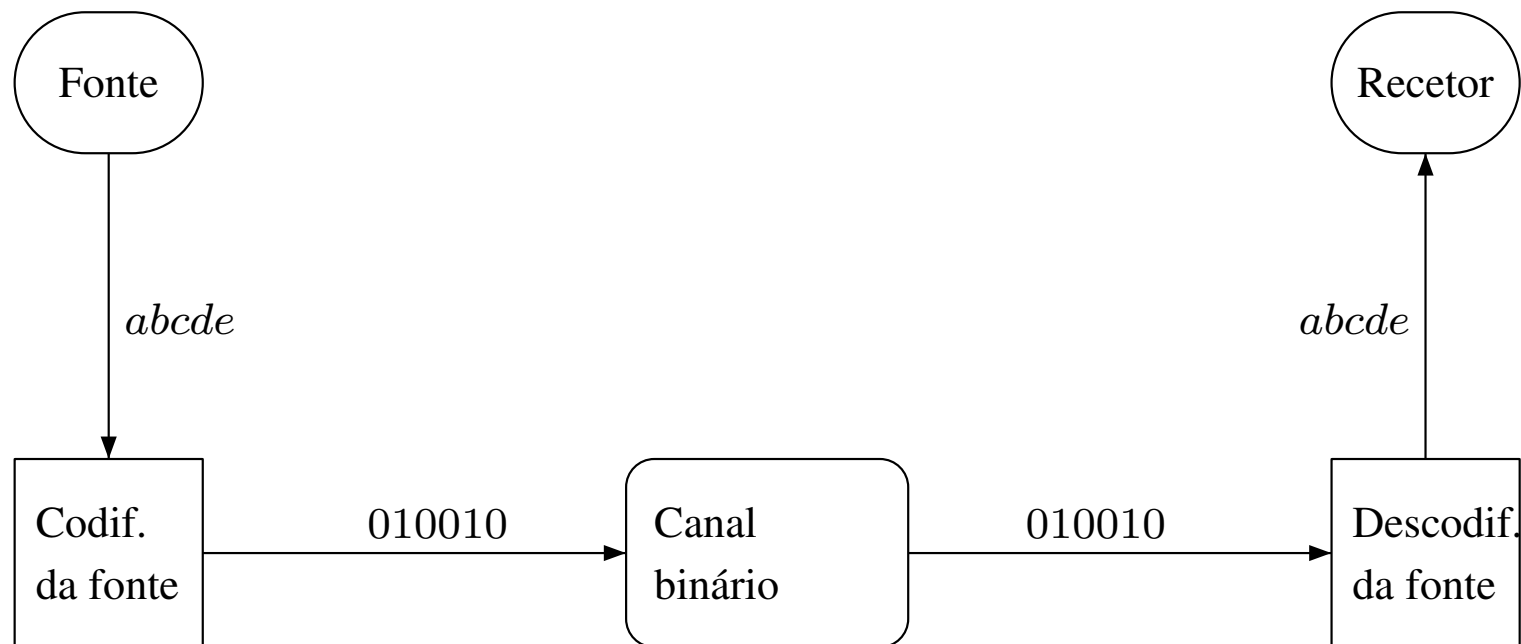 Fonte
Recetor
abcde
abcde
Codif.
da fonte
010010
Canal
binário
010010
Descodif.
da fonte